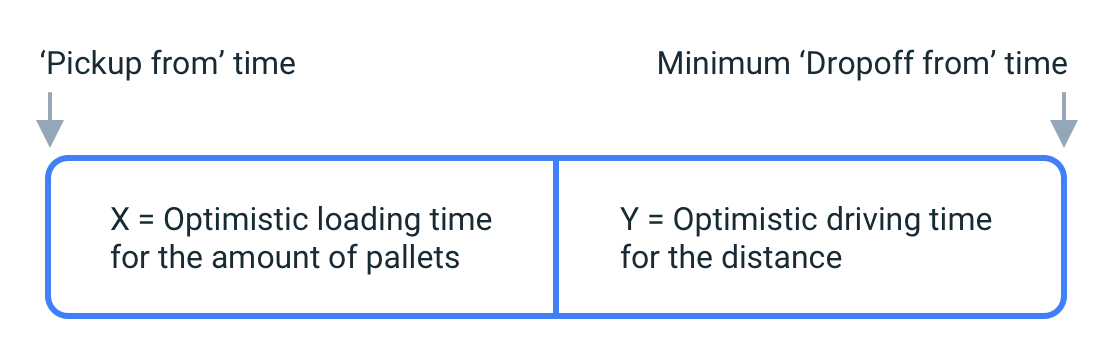 ‘Pickup from’ time
Minimum ‘Dropoff from’ time
X = Optimistic loading time
for the amount of pallets
Y = Optimistic driving time
for the distance